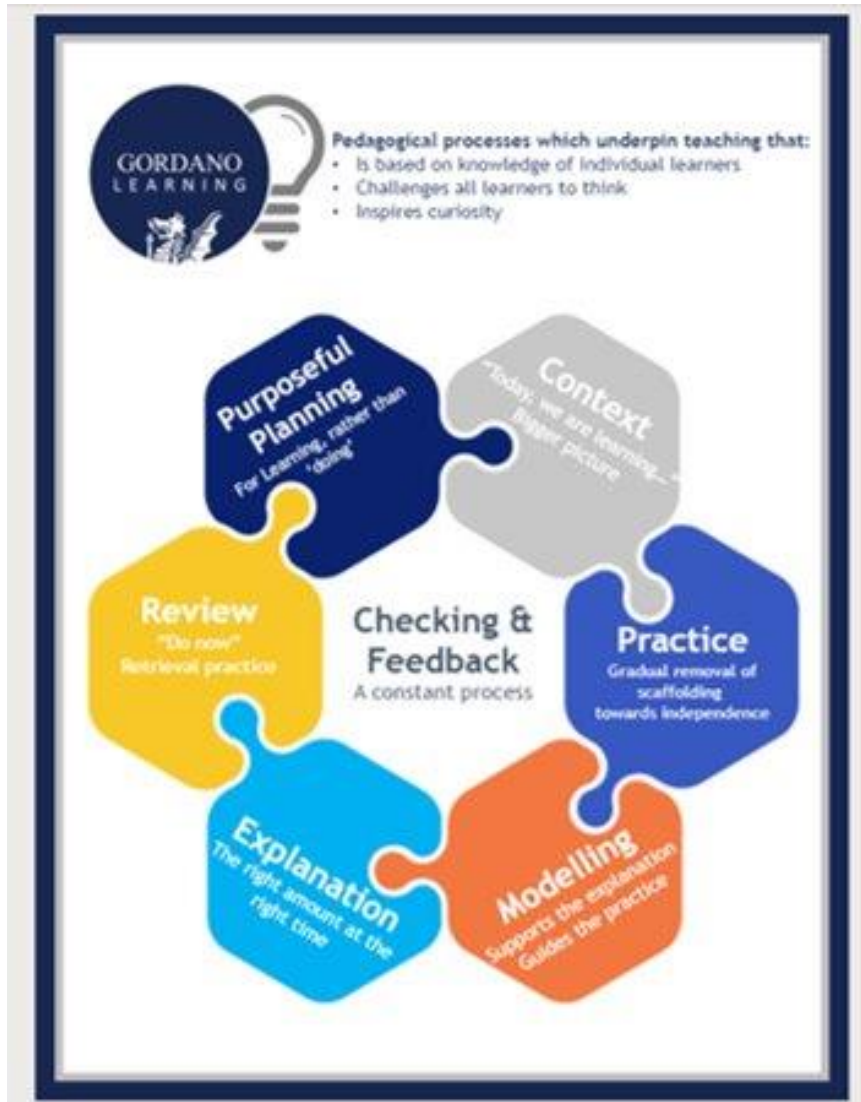 GORDANO
LEARNING
Pedagogical processes which underpin teaching that:
• Is based on knowledge of individual learners
• Challenges all learners to think
• Inspires curiosity
Purposeful
Planning
For Learning, rather than
'doing'
Context
"Today, we are learning..."
Bigger picture
Practice
Gradual removal of
scaffolding
towards independence
Modelling
Supports the explanation
Guides the practice
Explanation
The right amount at the
right time
Review
"Do now"
Retrieval practice
Checking &
Feedback
A constant process